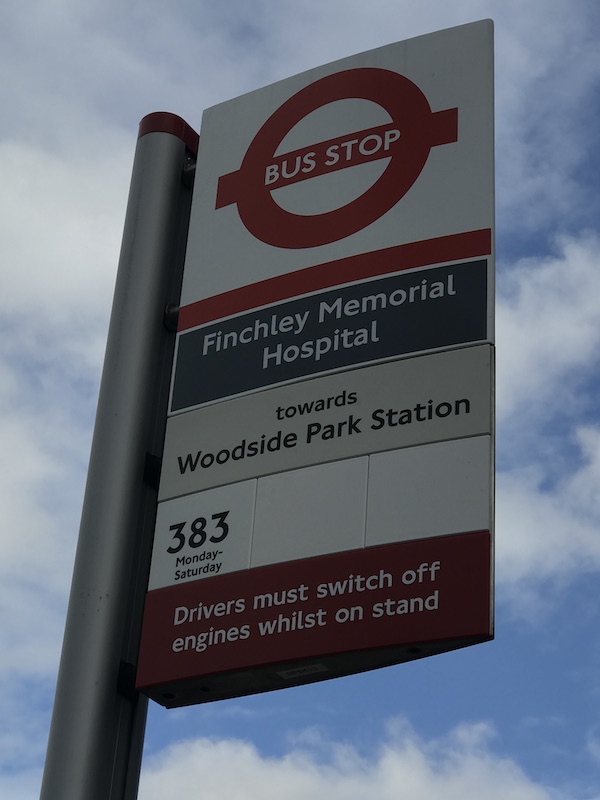 BUS STOP
Finchley Memorial
Hospital
towards
Woodside Park Station
383
Monday-
Saturday
Drivers must switch off
engines whilst on stand